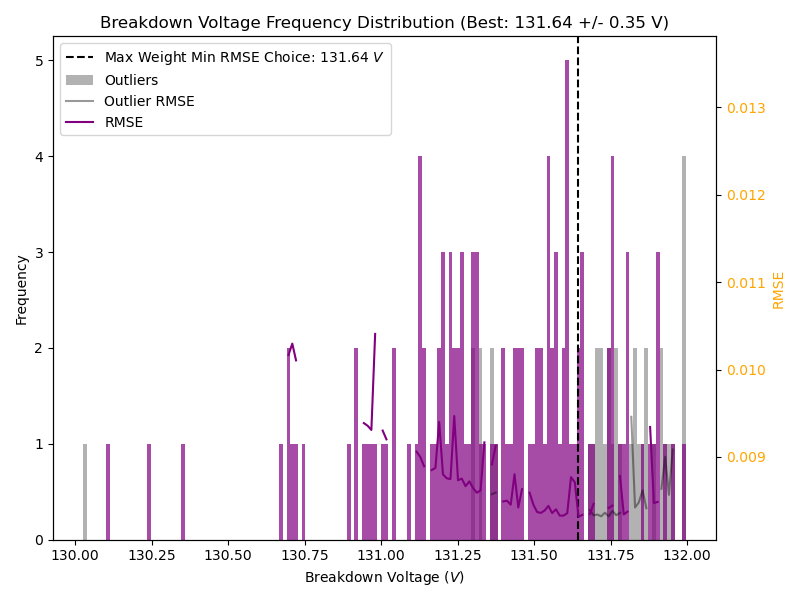 Breakdown Voltage Frequency Distribution (Best: 131.64 +/- 0.35 V)
Max Weight Min RMSE Choice: 131.64 V
Outliers
Outlier RMSE
RMSE
Frequency
5
4
3
2
1
0
0.013
0.012
0.011
0.010
0.009
RMSE
130.00 130.25 130.50 130.75 131.00 131.25 131.50 131.75 132.00
Breakdown Voltage (V)